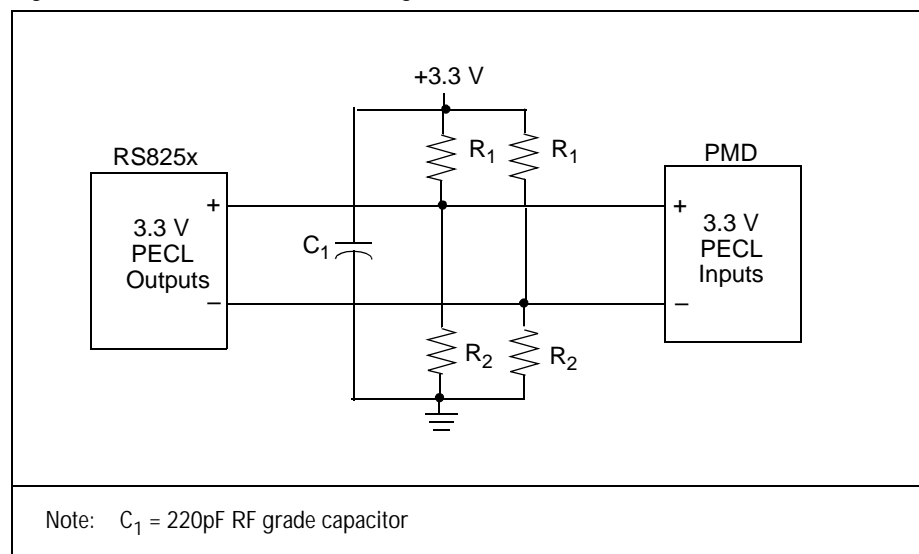 +3.3 V
R1 R1
RS825x
PMD
+
3.3 V
PECL
Outputs
–
C1
+
3.3 V
PECL
Inputs
–
R2 R2
Note: C1 = 220pF RF grade capacitor